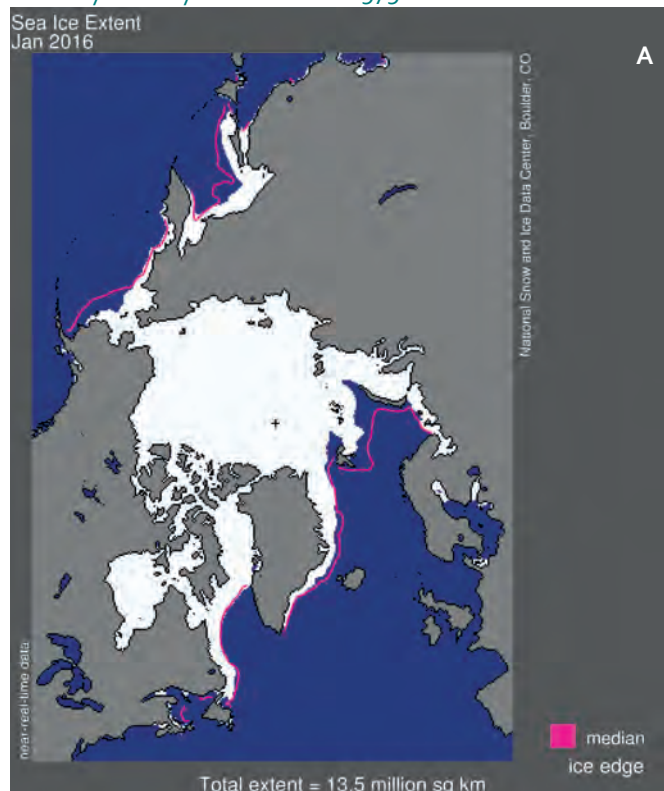 Sea Ice Extent
Jan 2016
A
National Snow and Ice Data Center, Boulder, CO
near-real-time data
median
ice edge
Total extent = 13.5 million sq km